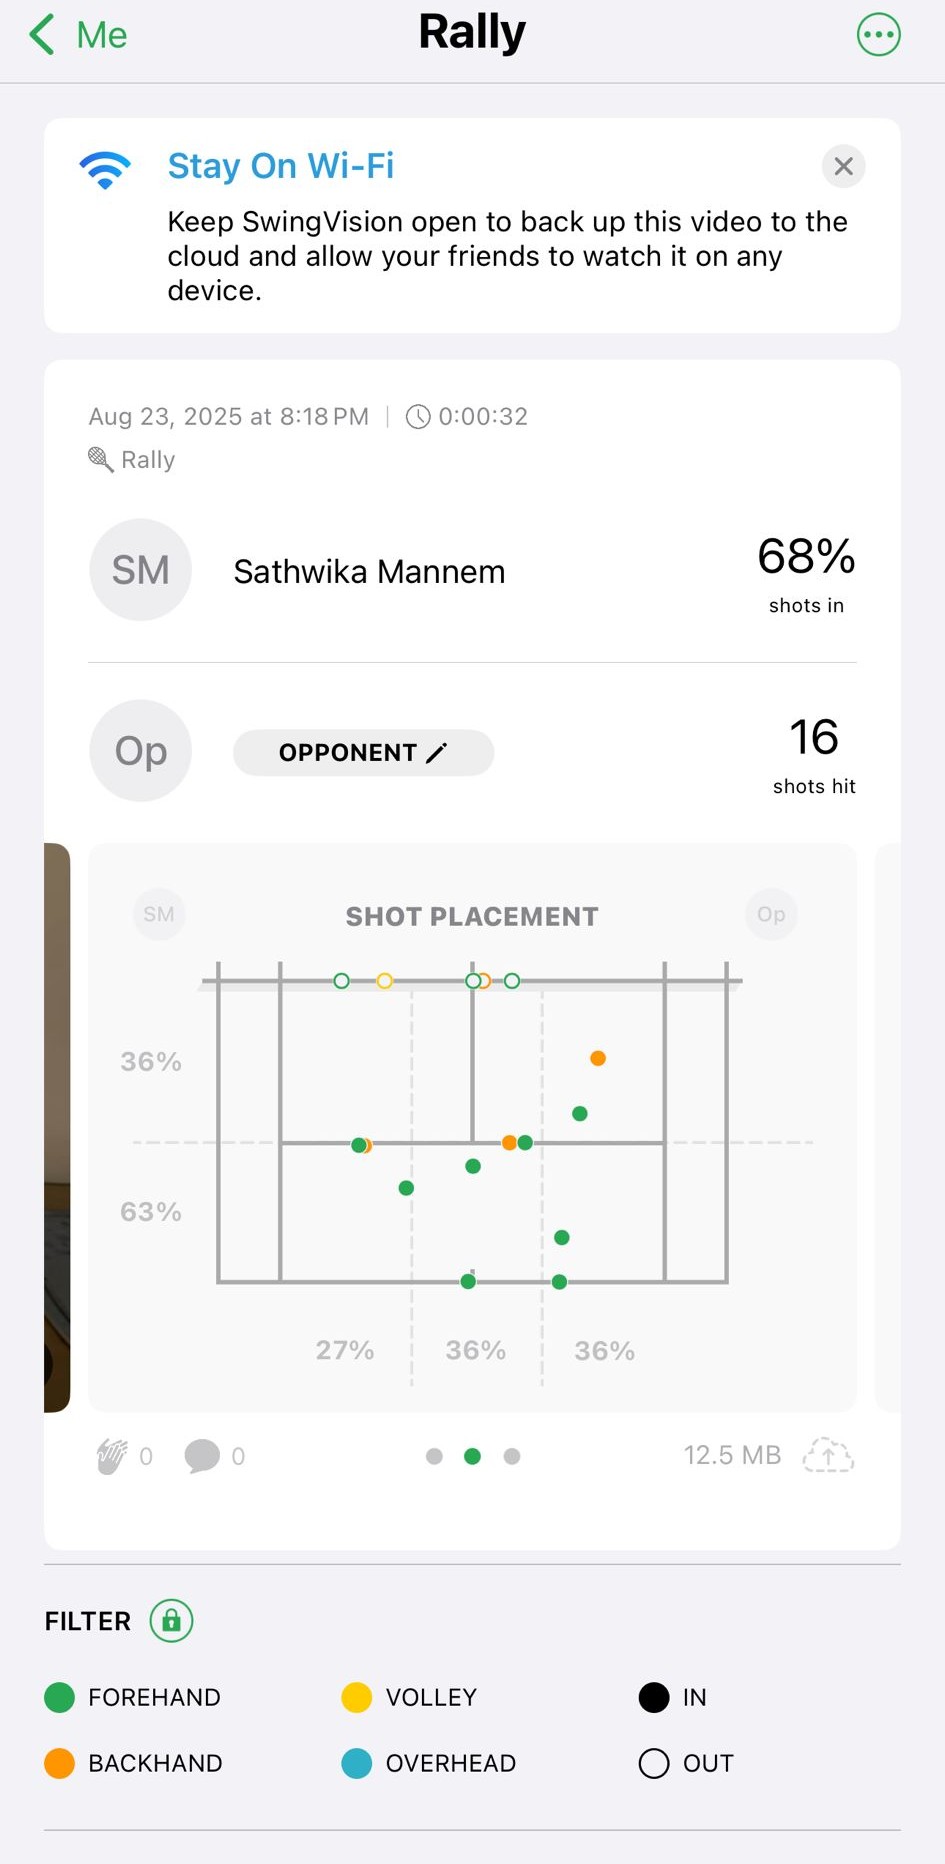 Me
Rally
Stay On Wi-Fi
Keep SwingVision open to back up this video to the
cloud and allow your friends to watch it on any
device.
Aug 23, 2025 at 8:18 PM | 0:00:32
Rally
SM
Sathwika Mannem
68%
shots in
Op
OPPONENT
16
shots hit
SM
SHOT PLACEMENT
Op
36%
63%
27%
36%
36%
0
0
12.5 MB
FILTER
FOREHAND
VOLLEY
IN
BACKHAND
OVERHEAD
OUT